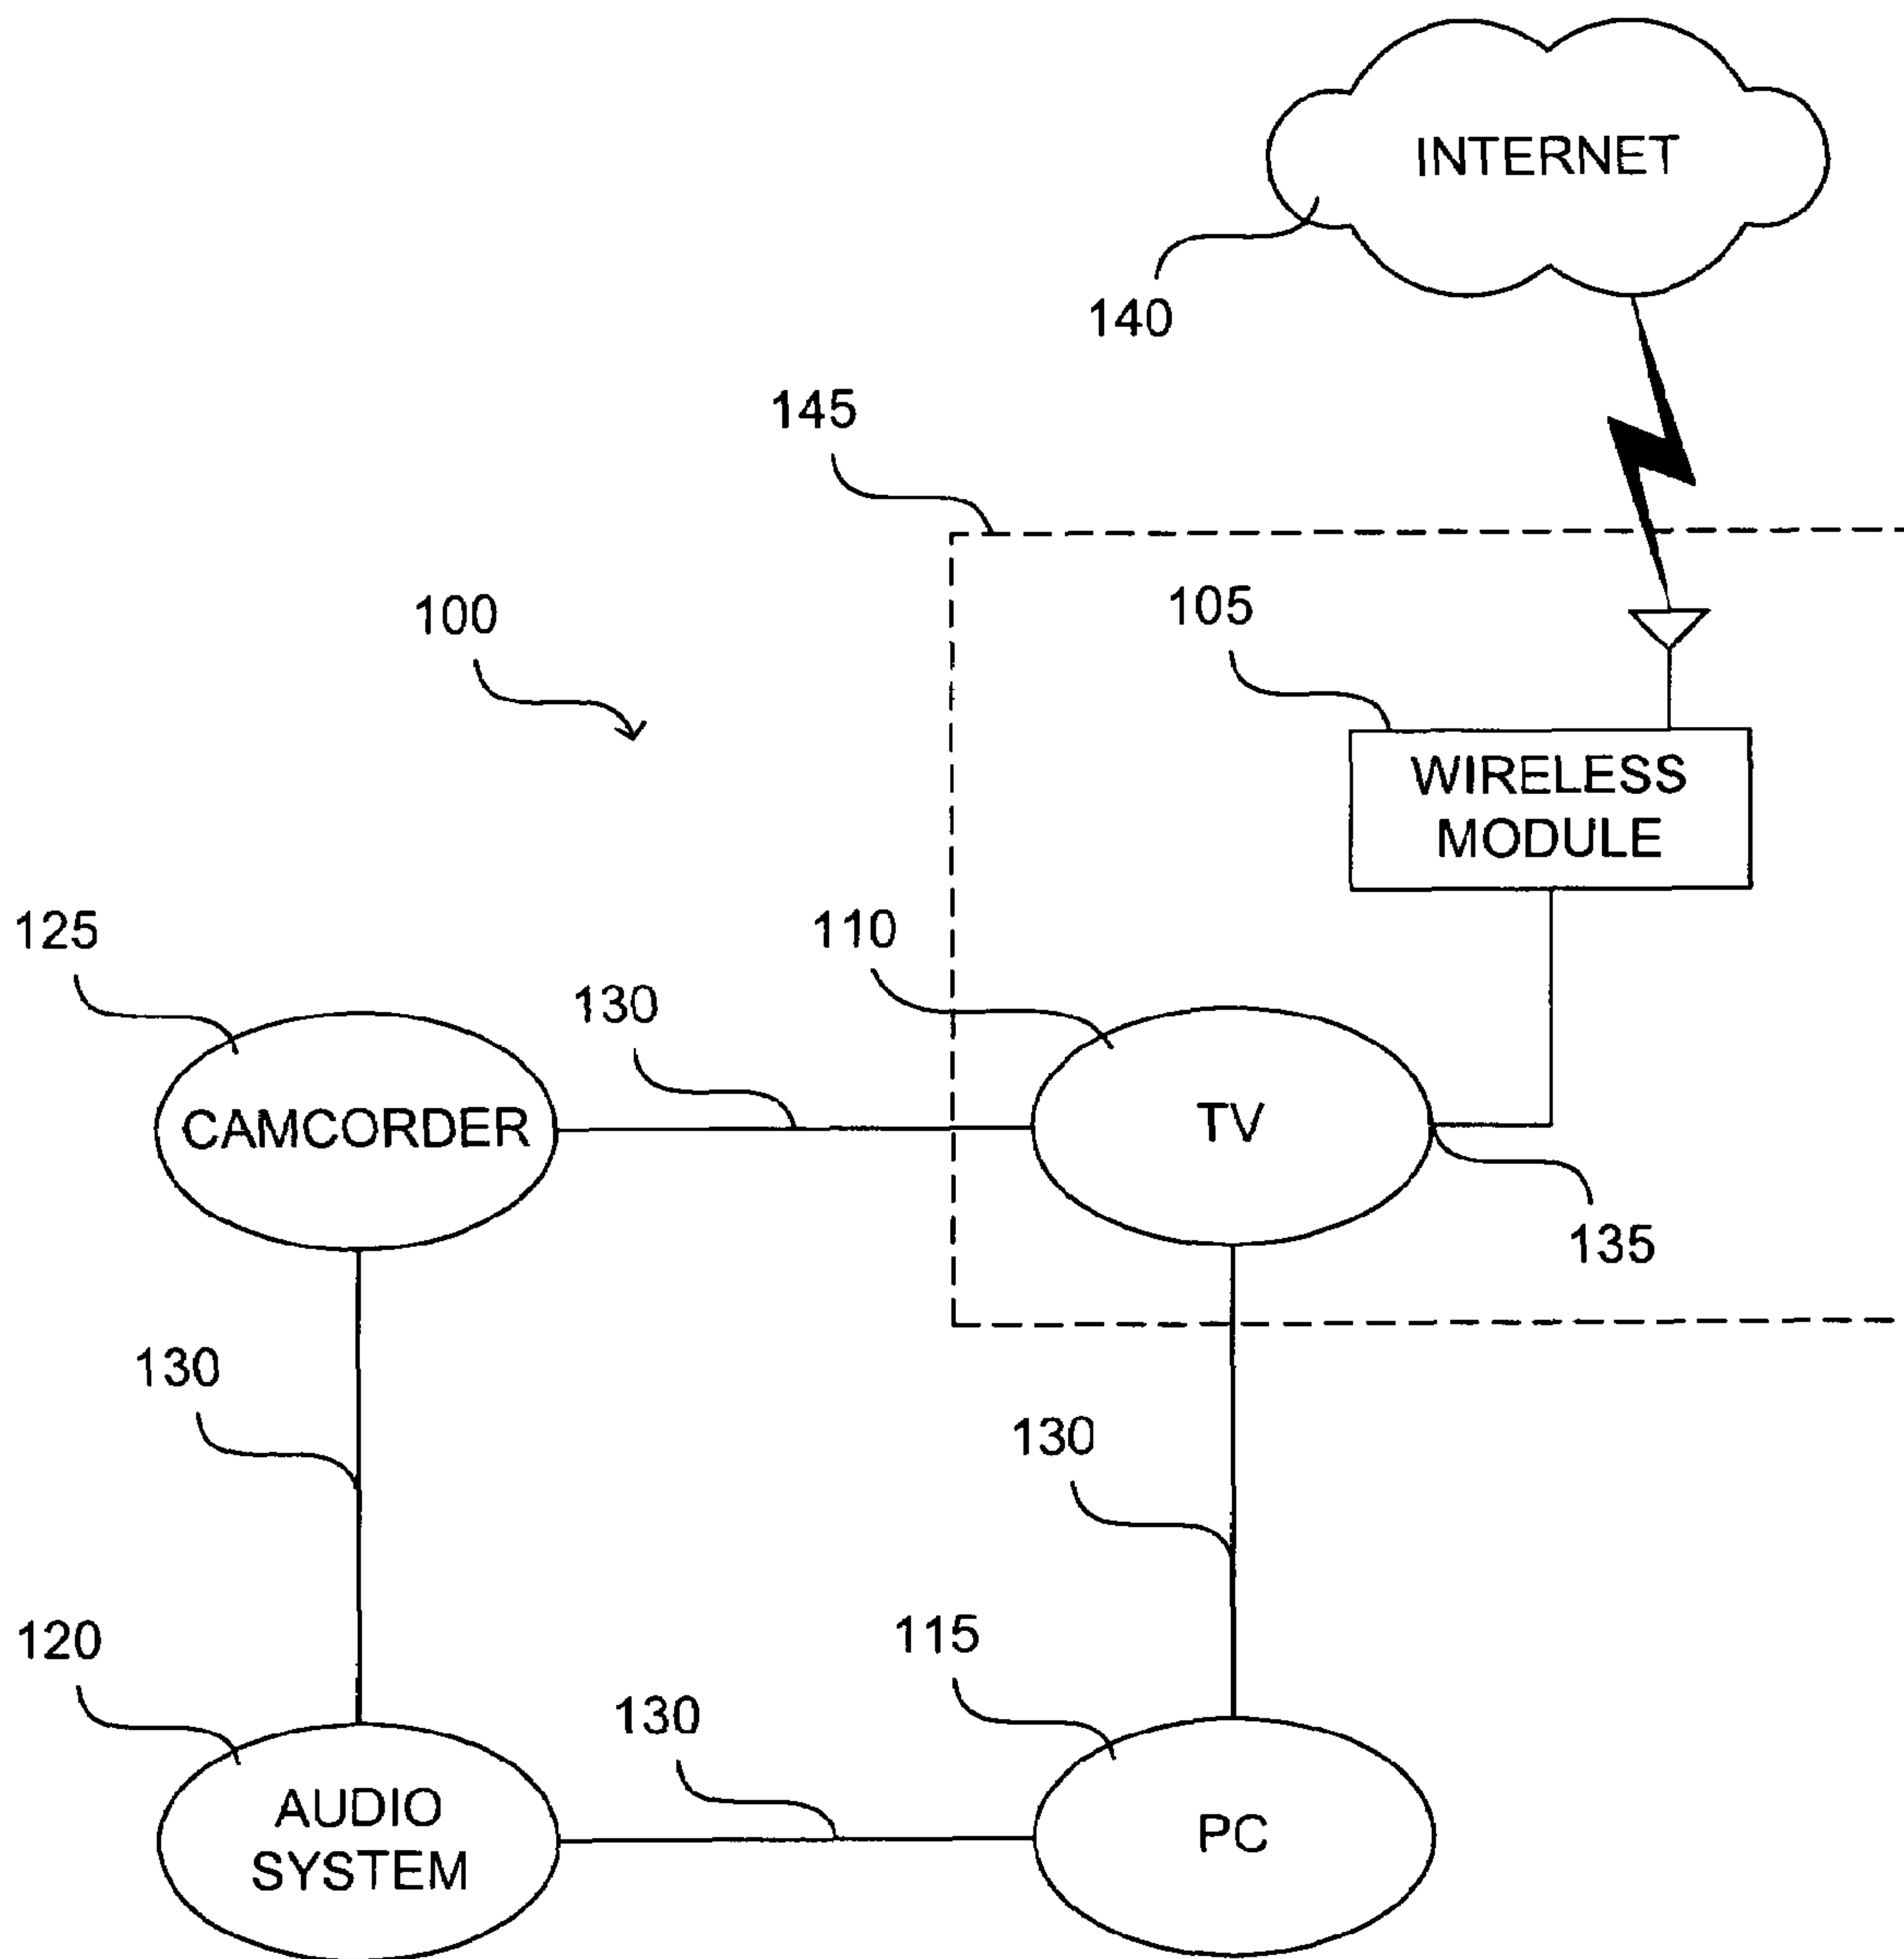 INTERNET
140
145
100
105
WIRELESS
MODULE
125
110
130
CAMCORDER
TV
135
130
130
120
115
130
AUDIO
SYSTEM
PC